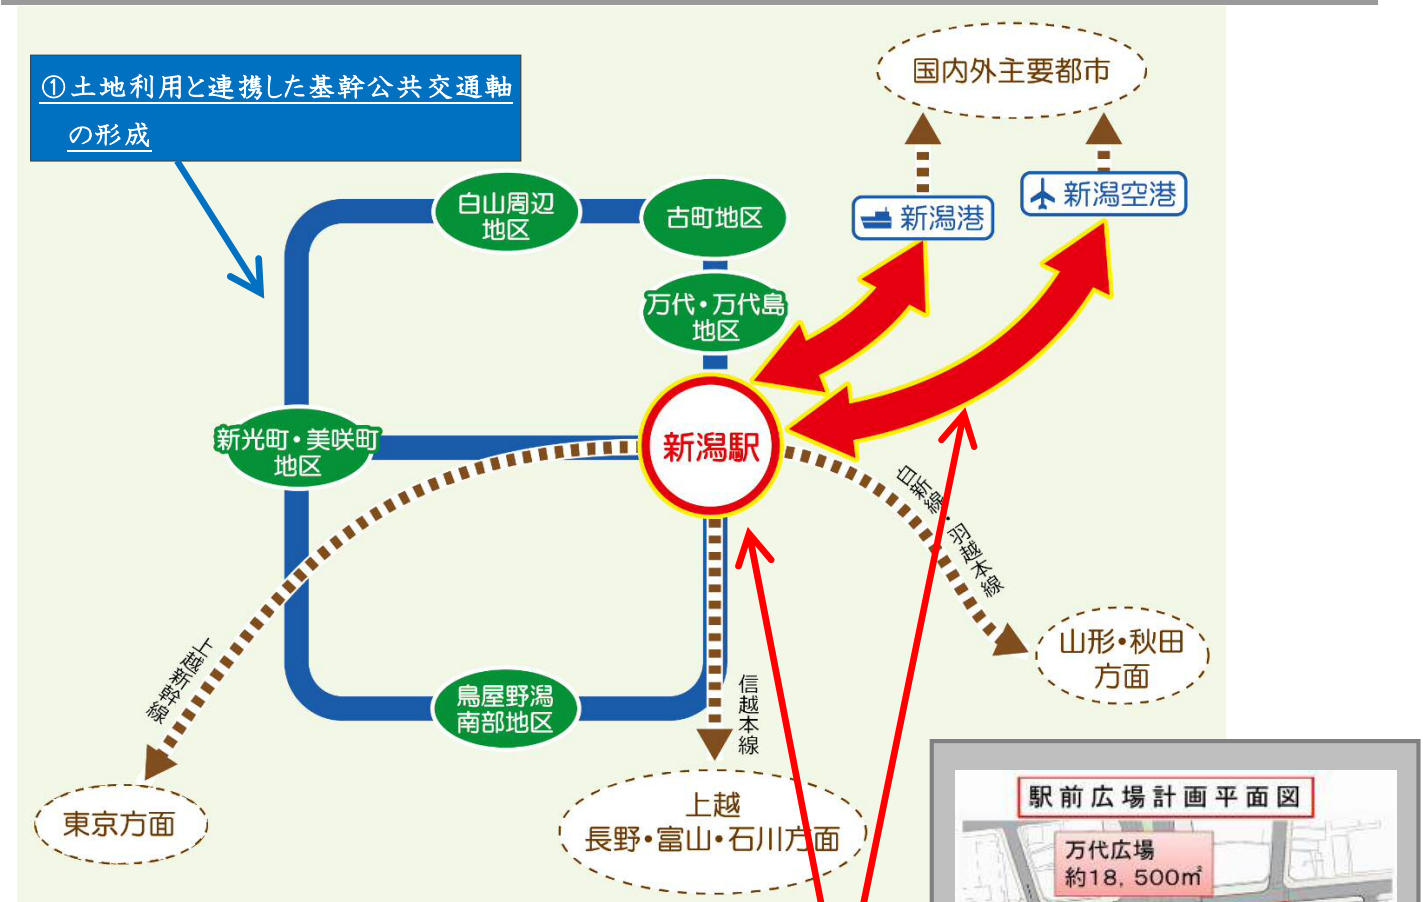 ①土地利用と連携した基幹公共交通軸
の形成
国内外主要都市
新潟港
新潟空港
白山周辺
地区
古町地区
万代・万代島
地区
新光町・美咲町
地区
新潟駅
白新線・羽越本線
山形・秋田
方面
上越新幹線
鳥屋野潟
南部地区
信越本線
東京方面
上越
長野・富山・石川方面
駅前広場計画平面図
万代広場
約18,500㎡